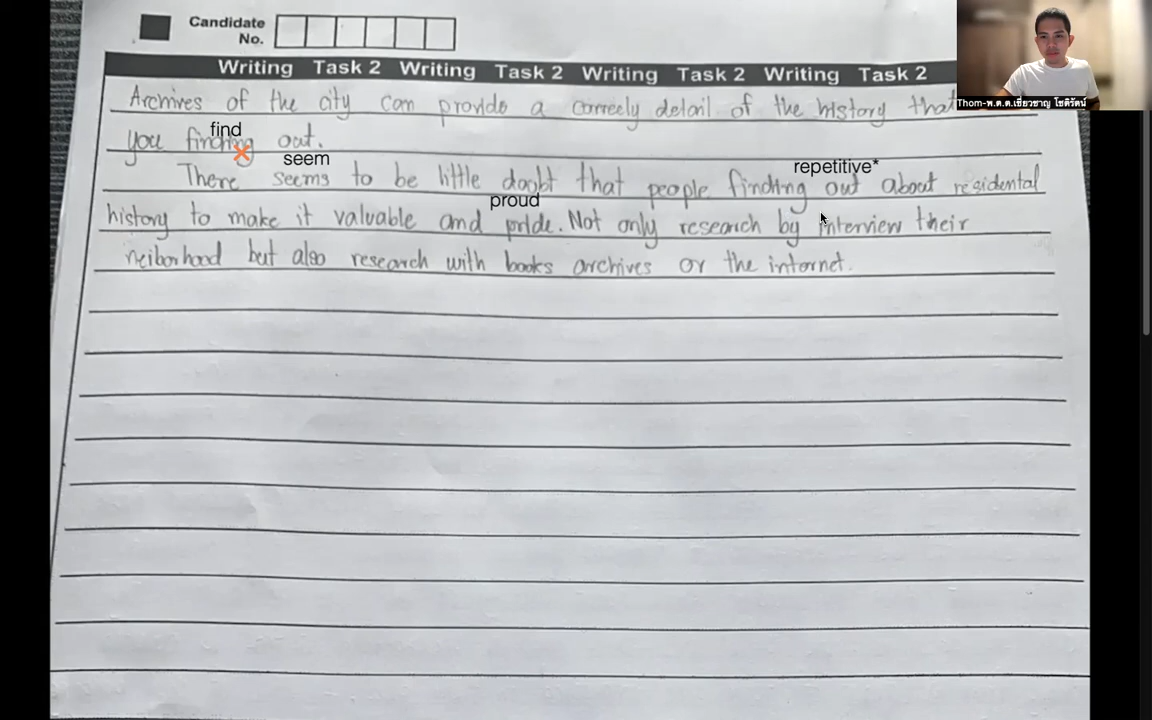 Candidate
No.
Writing Task 2 Writing Task 2 Writing Task 2 Writing Task 2
Archives of the city can provide a correcly detail of the history that
find
you finding out.
seem
repetitive*
There seems to be little doubt that people finding out about residental
proud
history to make it valuable and pride. Not only research by interview their
neiborhood but also research with books archives or the internet.
Thom-พ.ต.ต.เชี่ยวชาญ โชติรัตน์